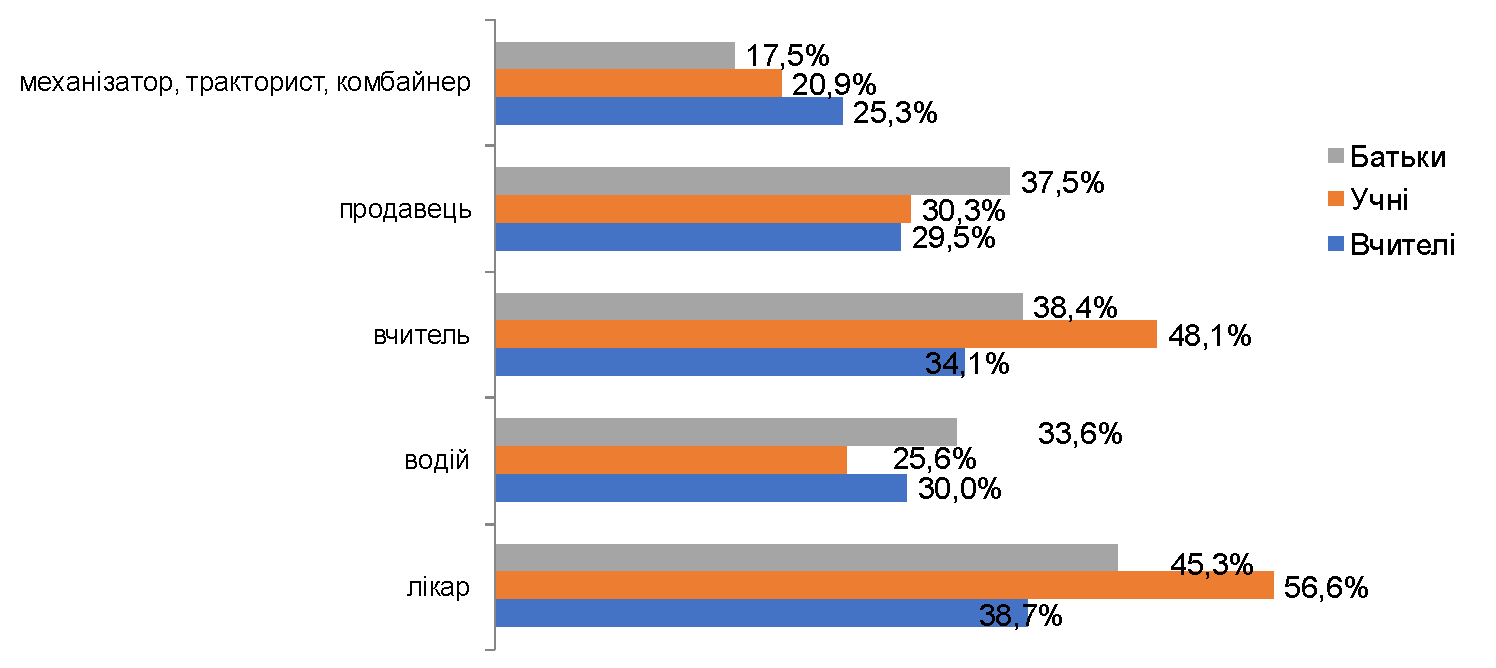 17,5%
механізатор, тракторист, комбайнер
20,9%
25,3%
37,5%
продавець
30,3%
29,5%
38,4%
вчитель
48,1%
34,1%
33,6%
водій
25,6%
30,0%
45,3%
лікар
56,6%
38,7%
Батьки
Учні
Вчителі